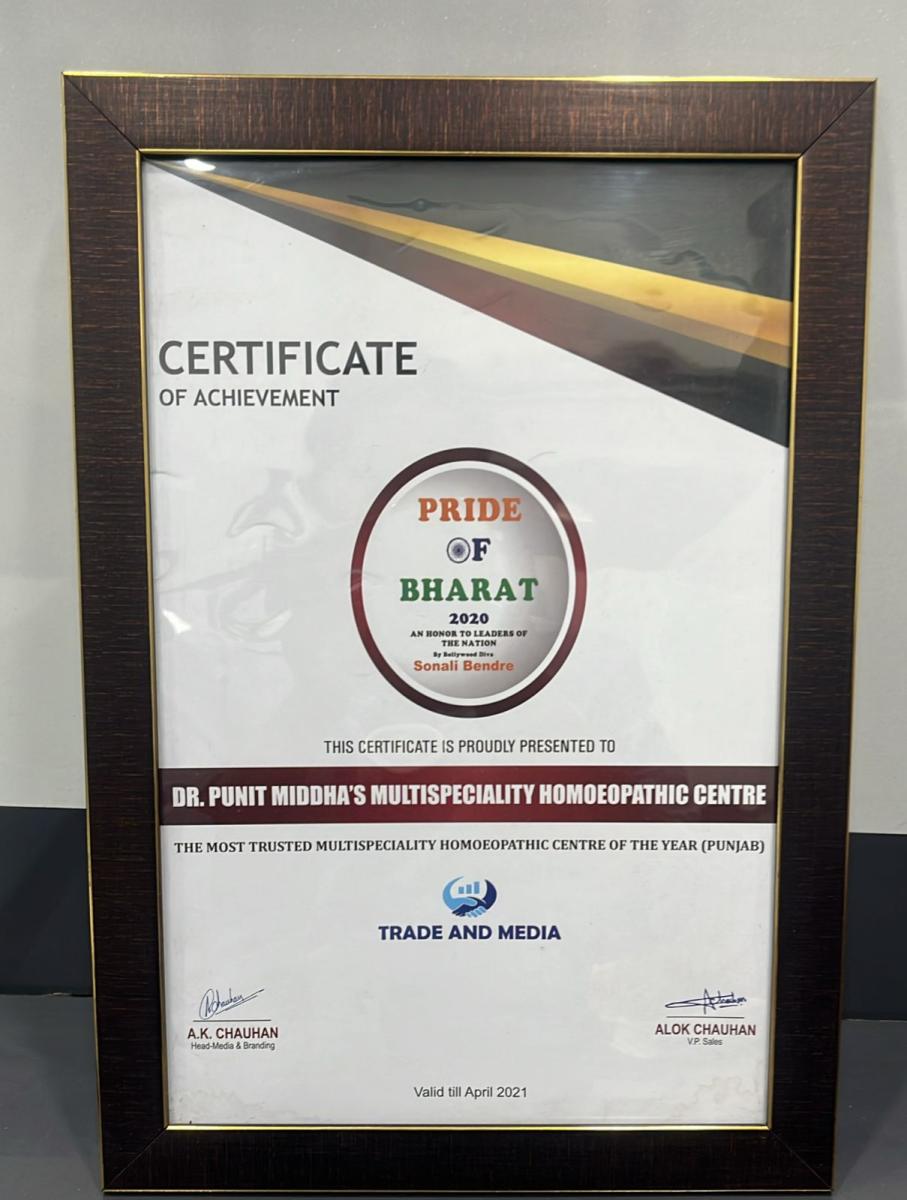 CERTIFICATE
OF ACHIEVEMENT
PRIDE
OF
BHARAT
2020
AN HONOR TO LEADERS OF
THE NATION
By Bollywood Diva
Sonali Bendre
THIS CERTIFICATE IS PROUDLY PRESENTED TO
DR. PUNIT MIDDHA'S MULTISPECIALITY HOMOEOPATHIC CENTRE
THE MOST TRUSTED MULTISPECIALITY HOMOEOPATHIC CENTRE OF THE YEAR (PUNJAB)
TRADE AND MEDIA
A.K. CHAUHAN
Head-Media & Branding
ALOK CHAUHAN
V.P. Sales
Valid till April 2021